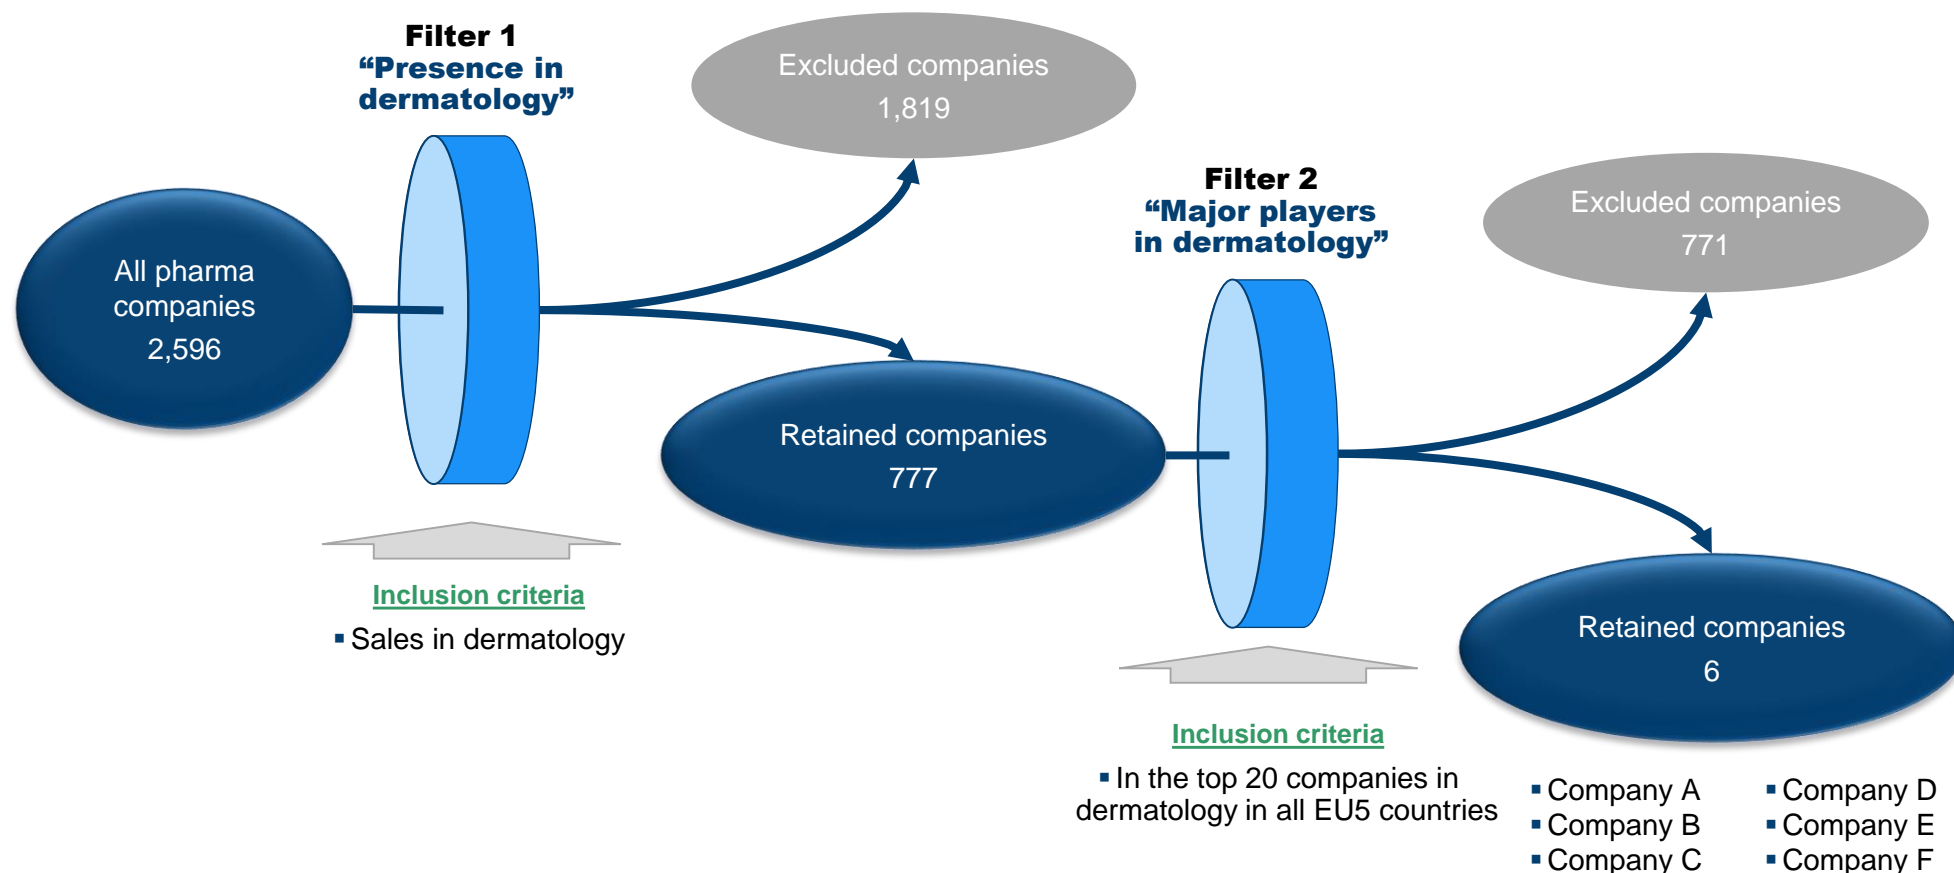 Filter 1
“Presence in
dermatology”
Excluded companies
1,819
All pharma
companies
2,596
Inclusion criteria
▪ Sales in dermatology
Retained companies
777
Filter 2
“Major players
in dermatology”
Excluded companies
771
Inclusion criteria
▪ In the top 20 companies in
dermatology in all EU5 countries
Retained companies
6
▪ Company A
▪ Company B
▪ Company C
▪ Company D
▪ Company E
▪ Company F